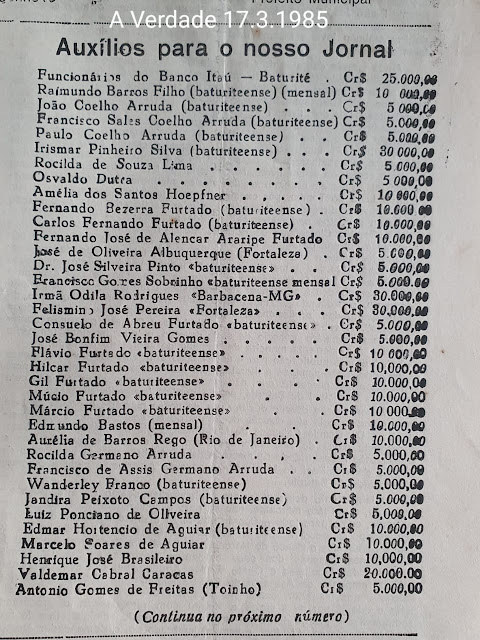 Prefeito Municipal
A Verdade 17.3.1985
Auxílios para o nosso Jornal
Funcionários do Banco Itaú — Baturité . Cr$ 25.000,00
Raimundo Barros Filho (baturiteense) (mensal) Cr$ 10 000,00
João Coelho Arruda (baturiteense) . . . Cr$ 5 000,00
Francisco Sales Coelho Arruda (baturiteense) Cr$ 5.000,00
Paulo Coelho Arruda (baturiteense) . . Cr$ 5.000,00
Irismar Pinheiro Silva (baturiteense) . . . Cr$ 30 000,00
Rocilda de Souza Lima . . . . Cr$ 5.000,00
Osvaldo Dutra . . . . . . Cr$ 5 000,00
Amélia dos Santos Hoepfner . . . . Cr$ 10 000,00
Fernando Bezerra Furtado (baturiteense) . Cr$ 10.000 00
Carlos Fernando Furtado (baturiteense) . Cr$ 10.000,00
Fernando José de Alencar Araripe Furtado Cr$ 10.000,00
José de Oliveira Albuquerque (Fortaleza) . Cr$ 5.000,00
Dr. José Silveira Pinto «baturiteense» . . Cr$ 5.000,00
Francisco Gomes Sobrinho «baturiteense mensal Cr$ 5.000,00
Irmã Odila Rodrigues «Barbacena-MG» . Cr$ 30.000,00
Felismino José Pereira «Fortaleza» . . . Cr$ 30,000,00
Consuelo de Abreu Furtado «baturiteense» . Cr$ 5.000,00
José Bonfim Vieira Gomes . . . . Cr$ 5.000,00
Flávio Furtado «baturiteense» . . . Cr$ 10 000,00
Hilcar Furtado «baturiteense» . . . Cr$ 10,000,00
Gil Furtado «baturiteense» . . . . Cr$ 10.000,00
Múcio Furtado «baturiteense» . . . Cr$ 10.000,00
Márcio Furtado «baturiteense» . . . Cr$ 10 000,00
Edmundo Bastos (mensal) . . . Cr$ 10.000,00
Aurélia de Barros Rego (Rio de Janeiro) . Cr$ 10.000,00
Rocilda Germano Arruda . . . . Cr$ 5.000,00
Francisco de Assis Germano Arruda . . Cr$ 5.000,00
Wanderley Franco (baturiteense) Cr$ 5.000,00
Jandira Peixoto Campos (baturiteense) Cr$ 5.000,00
Luiz Ponciano de Oliveira Cr$ 5,000,00
Edmar Hortencio de Aguiar (baturiteense) Cr$ 10.000,00
Marcelo Soares de Aguiar Cr$ 10.000,00
Henrique José Brasileiro Cr$ 10,000,00
Valdemar Cabral Caracas Cr$ 20.000.00
Antonio Gomes de Freitas (Toinho) Cr$ 5.000,00
(Continua no próximo número)